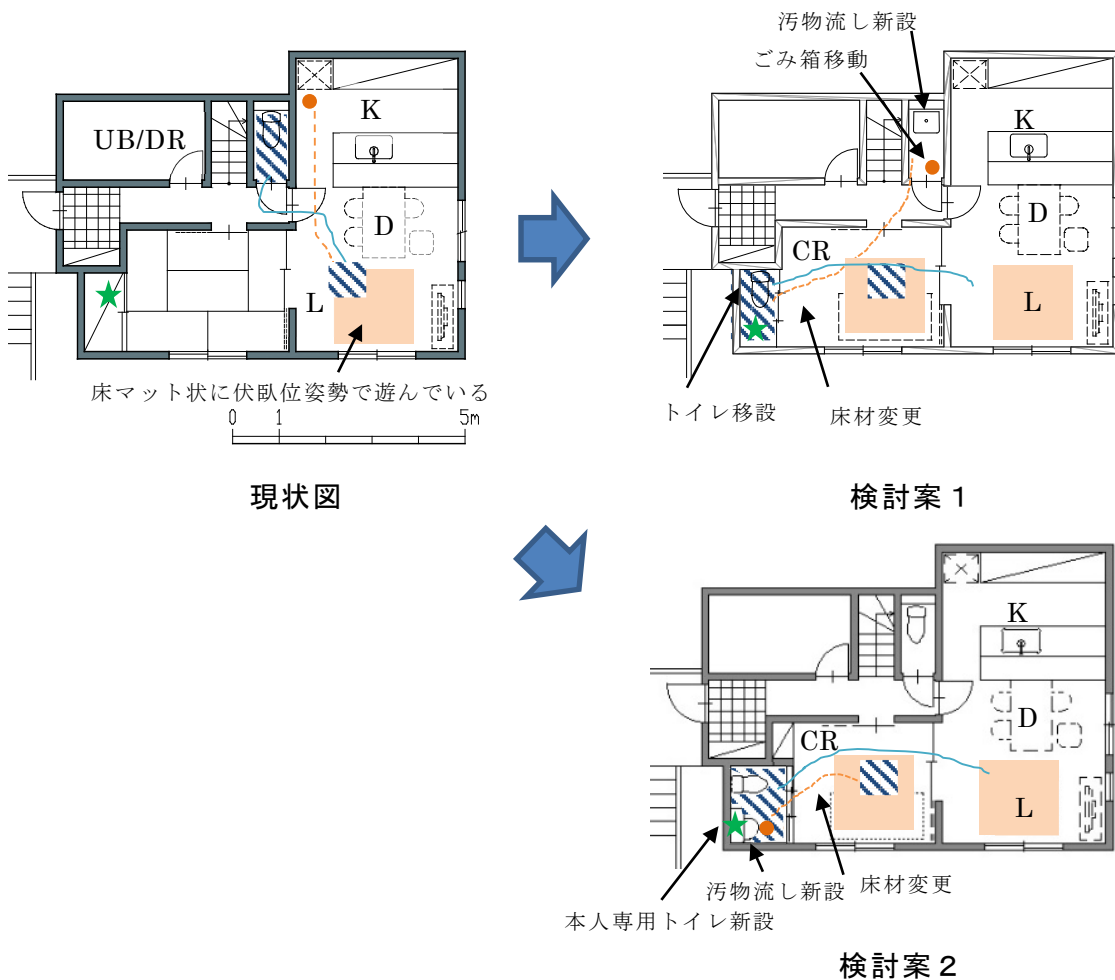 汚物流し新設
ごみ箱移動
K
UB/DR
D
L
床マット状に伏臥位姿勢で遊んでいる
0 1 5m
現状図
K
D
CR
L
トイレ移設
床材変更
検討案１
K
D
CR
L
汚物流し新設
床材変更
本人専用トイレ新設
検討案２